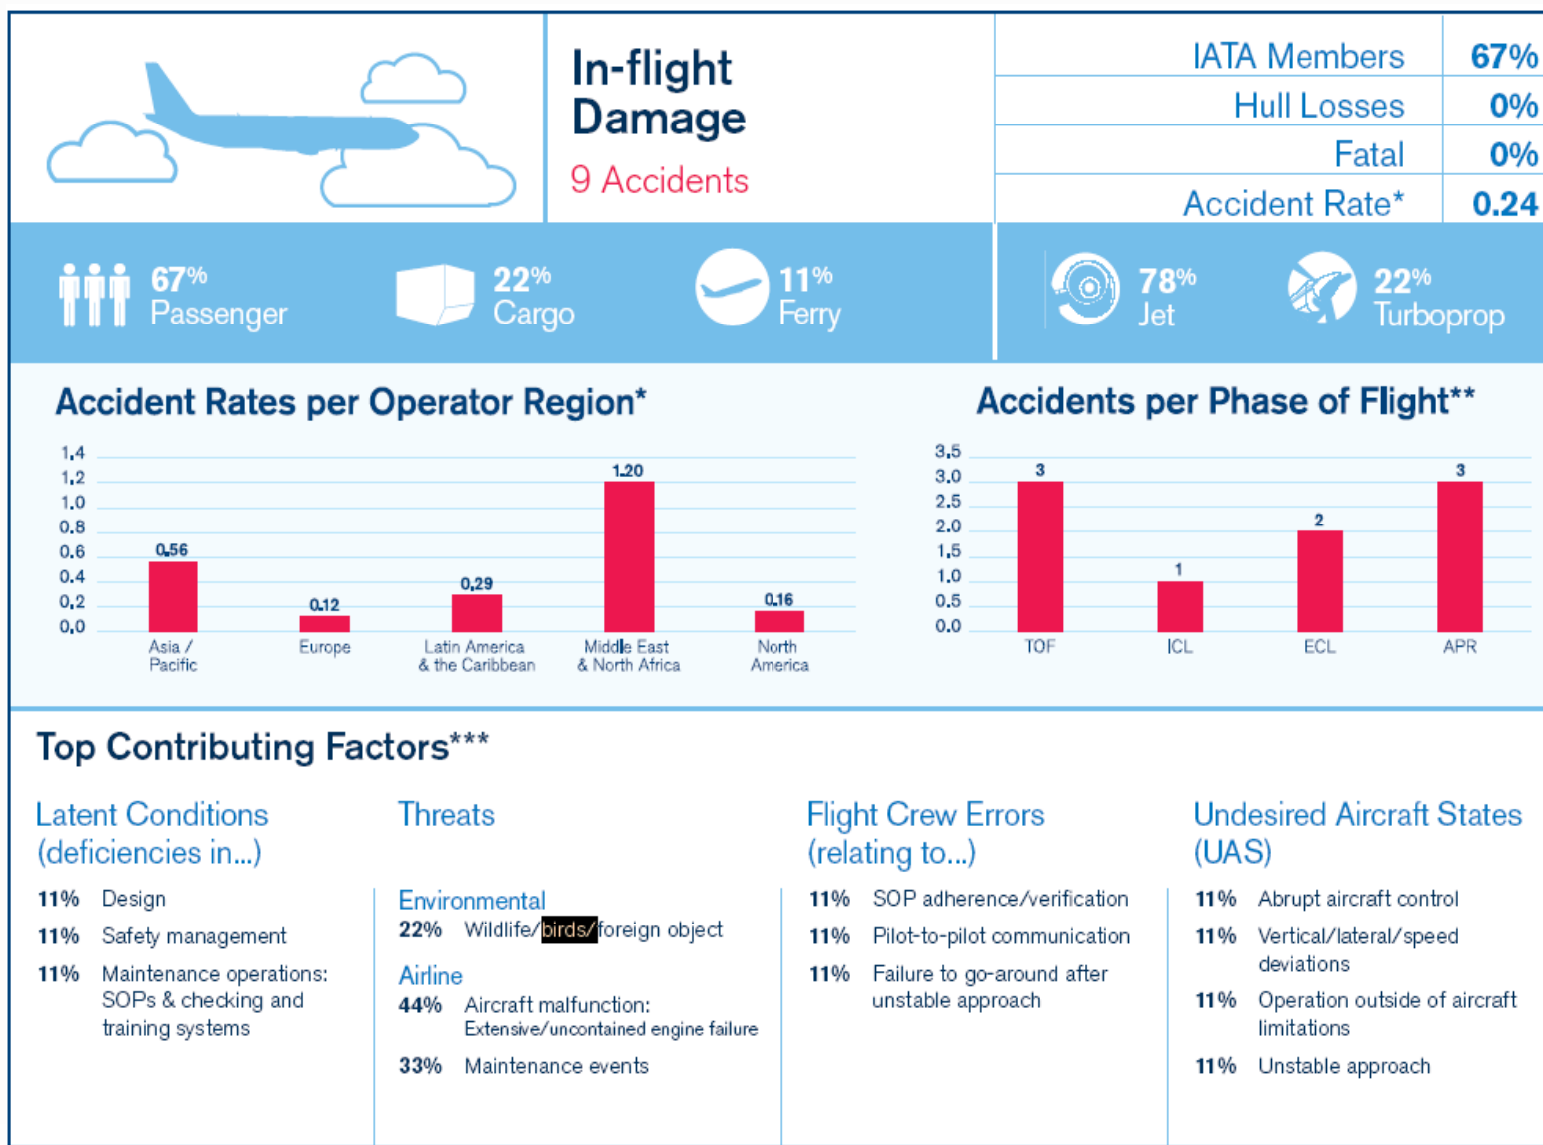 In-flight
Damage
9 Accidents
IATA Members 67%
Hull Losses 0%
Fatal 0%
Accident Rate* 0.24
67%
Passenger
22%
Cargo
11%
Ferry
78%
Jet
22%
Turboprop
Accident Rates per Operator Region*
1.4
1.2
1.0
0.8
0.6
0.4
0.2
0.0
0.56
0.12
0.29
1.20
0.16
Asia /
Pacific
Europe
Latin America
& the Caribbean
Middle East
& North Africa
North
America
Accidents per Phase of Flight**
3.5
3.0
2.5
2.0
1.5
1.0
0.5
0.0
3
1
2
3
TOF
ICL
ECL
APR
Top Contributing Factors***
Latent Conditions
(deficiencies in...)
11% Design
11% Safety management
11% Maintenance operations:
SOPs & checking and
training systems
Threats
Environmental
22% Wildlife/birds/foreign object
Airline
44% Aircraft malfunction:
Extensive/uncontained engine failure
33% Maintenance events
Flight Crew Errors
(relating to...)
11% SOP adherence/verification
11% Pilot-to-pilot communication
11% Failure to go-around after
unstable approach
Undesired Aircraft States
(UAS)
11% Abrupt aircraft control
11% Vertical/lateral/speed
deviations
11% Operation outside of aircraft
limitations
11% Unstable approach